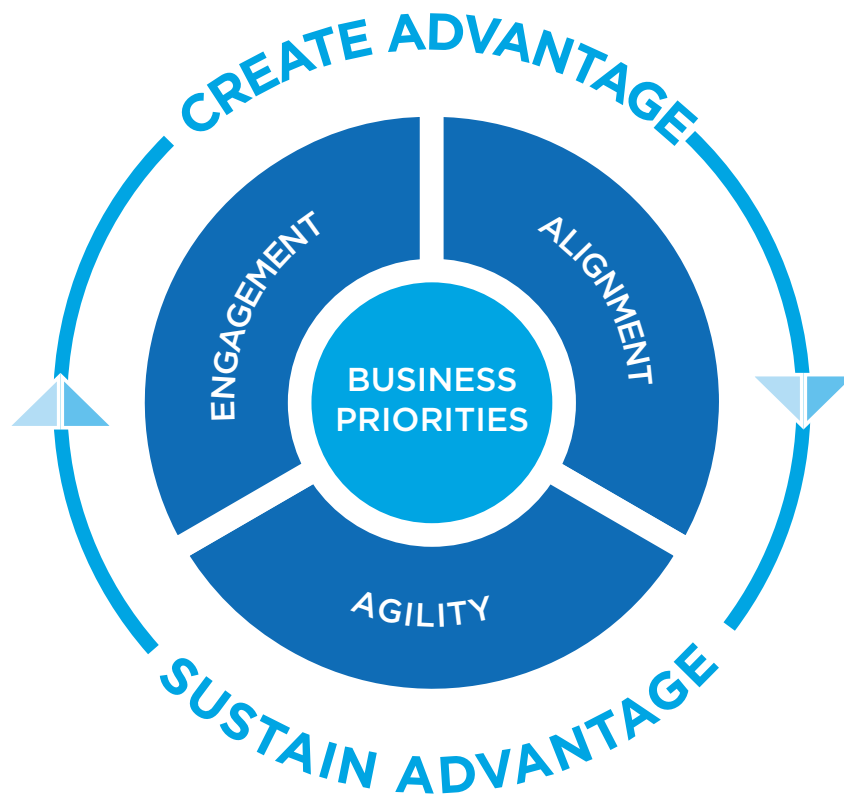 CREATE ADVANTAGE
ENGAGEMENT
ALIGNMENT
BUSINESS
PRIORITIES
AGILITY
SUSTAIN ADVANTAGE